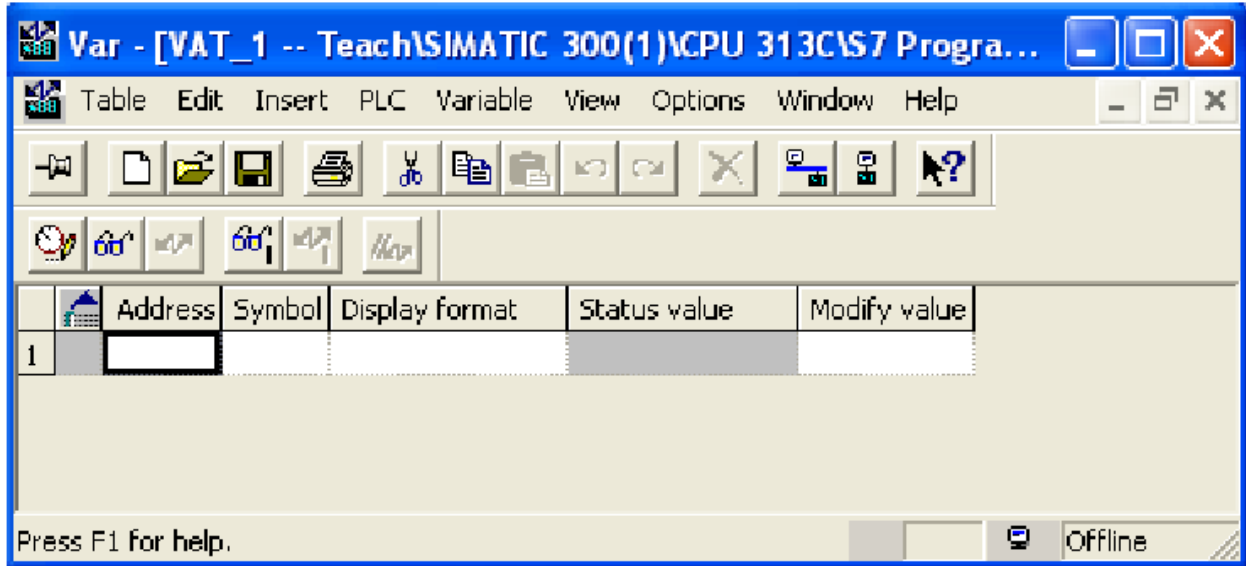 Var - [VAT_1 -- Teach\SIMATIC 300(1)\CPU 313C\S7 Progra...
Table Edit Insert PLC Variable View Options Window Help
Address Symbol Display format Status value Modify value
1
Press F1 for help. Offline